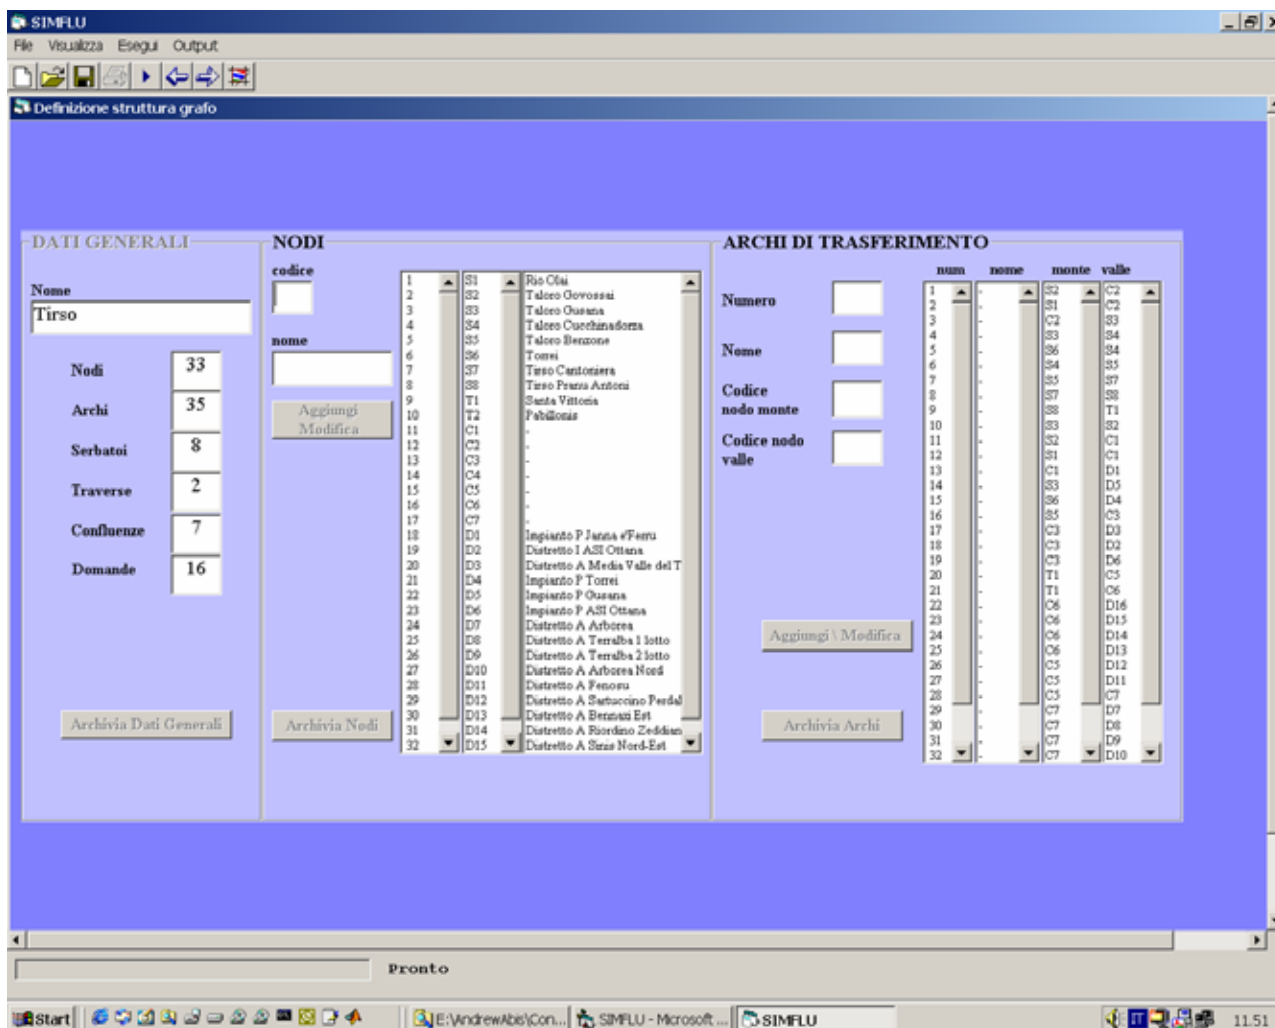 SIMFLU
File Visualizza Esegui Output
Definizione struttura grafo
DATI GENERALI
Nome
Tirso
Nodi 33
Archi 35
Serbatoi 8
Traverse 2
Confluenze 7
Domande 16
Archivia Dati Generali
NODI
codice
nome
Aggiungi
Modifica
Archivia Nodi
1 S1 Rio Olai
2 S2 Taloro Govossai
3 S3 Taloro Gusana
4 S4 Taloro Cucchinadorza
5 S5 Taloro Benzone
6 S6 Torrei
7 S7 Tirso Cantoniera
8 S8 Tirso Pranu Antoni
9 T1 Santa Vittoria
10 T2 Pabillonis
11 C1 -
12 C2 -
13 C3 -
14 C4 -
15 C5 -
16 C6 -
17 C7 -
18 D1 Impianto P Janna e'Ferru
19 D2 Distretto I ASI Ottana
20 D3 Distretto A Media Valle del T
21 D4 Impianto P Torrei
22 D5 Impianto P Gusana
23 D6 Impianto P ASI Ottana
24 D7 Distretto A Arborea
25 D8 Distretto A Terralba 1 lotto
26 D9 Distretto A Terralba 2 lotto
27 D10 Distretto A Arborea Nord
28 D11 Distretto A Fenosu
29 D12 Distretto A Sartuccino Perdal
30 D13 Distretto A Bennaxi Est
31 D14 Distretto A Riordino Zeddian
32 D15 Distretto A Sinis Nord-Est
ARCHI DI TRASFERIMENTO
Numero
Nome
Codice
nodo monte
Codice nodo
valle
Aggiungi \ Modifica
Archivia Archi
num nome monte valle
1 - S2 C2
2 - S1 C2
3 - C2 S3
4 - S3 S4
5 - S6 S4
6 - S4 S5
7 - S5 S7
8 - S7 S8
9 - S8 T1
10 - S3 S2
11 - S2 C1
12 - S1 C1
13 - C1 D1
14 - S3 D5
15 - S6 D4
16 - S5 C3
17 - C3 D3
18 - C3 D2
19 - C3 D6
20 - T1 C5
21 - T1 C6
22 - C6 D16
23 - C6 D15
24 - C6 D14
25 - C6 D13
26 - C5 D12
27 - C5 D11
28 - C5 C7
29 - C7 D7
30 - C7 D8
31 - C7 D9
32 - C7 D10
Pronto
Start
E:\AndrewAbis\Con...
SIMFLU - Microsoft ...
SIMFLU
IT
11.51